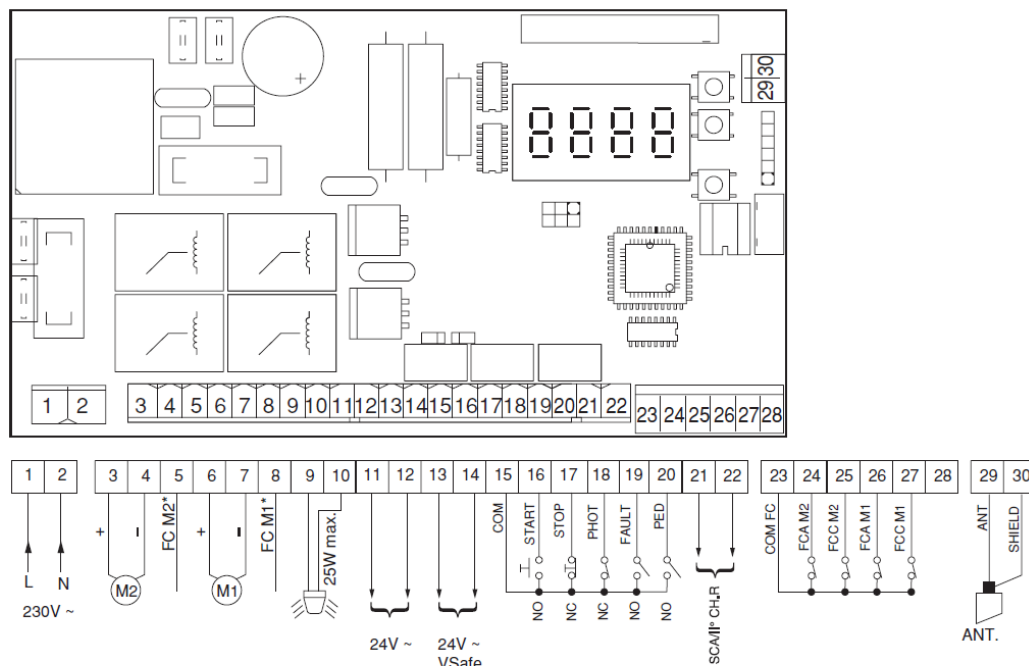 8888
29 30
1 2
3 4 5 6 7 8 9 10 11 12 13 14 15 16 17 18 19 20 21 22
23 24 25 26 27 28
1 2 3 4 5 6 7 8 9 10 11 12 13 14 15 16 17 18 19 20 21 22 23 24 25 26 27 28 29 30
L N
230V ~
+ -
M2
FC M2*
+ -
M1
FC M1*
25W max.
24V ~
24V ~
VSafe
COM
START
STOP
PHOT
FAULT
PED
NO NC NC NO NO
SCA/II° CH.R
COM FC
FCA M2
FCC M2
FCA M1
FCC M1
ANT
SHIELD
ANT.